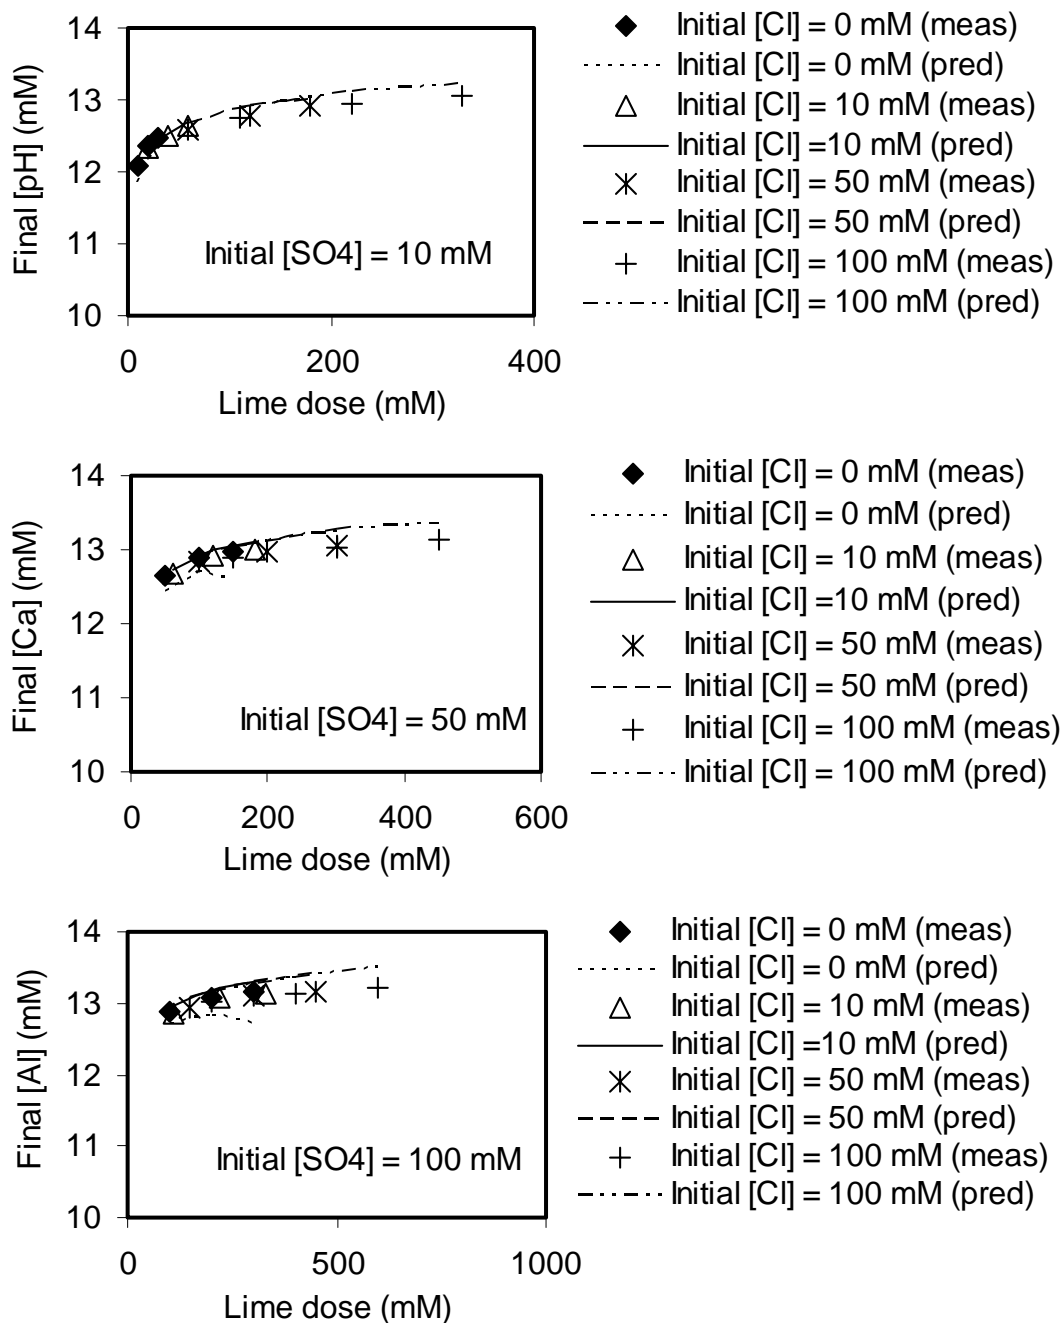 14
13
12
11
10
Final [pH] (mM)
Initial [SO4] = 10 mM
0
200
400
Lime dose (mM)
Initial [Cl] = 0 mM (meas)
Initial [Cl] = 0 mM (pred)
Initial [Cl] = 10 mM (meas)
Initial [Cl] =10 mM (pred)
Initial [Cl] = 50 mM (meas)
Initial [Cl] = 50 mM (pred)
Initial [Cl] = 100 mM (meas)
Initial [Cl] = 100 mM (pred)
14
13
12
11
10
Final [Ca] (mM)
Initial [SO4] = 50 mM
0
200
400
600
Lime dose (mM)
Initial [Cl] = 0 mM (meas)
Initial [Cl] = 0 mM (pred)
Initial [Cl] = 10 mM (meas)
Initial [Cl] =10 mM (pred)
Initial [Cl] = 50 mM (meas)
Initial [Cl] = 50 mM (pred)
Initial [Cl] = 100 mM (meas)
Initial [Cl] = 100 mM (pred)
14
13
12
11
10
Final [Al] (mM)
Initial [SO4] = 100 mM
0
500
1000
Lime dose (mM)
Initial [Cl] = 0 mM (meas)
Initial [Cl] = 0 mM (pred)
Initial [Cl] = 10 mM (meas)
Initial [Cl] =10 mM (pred)
Initial [Cl] = 50 mM (meas)
Initial [Cl] = 50 mM (pred)
Initial [Cl] = 100 mM (meas)
Initial [Cl] = 100 mM (pred)